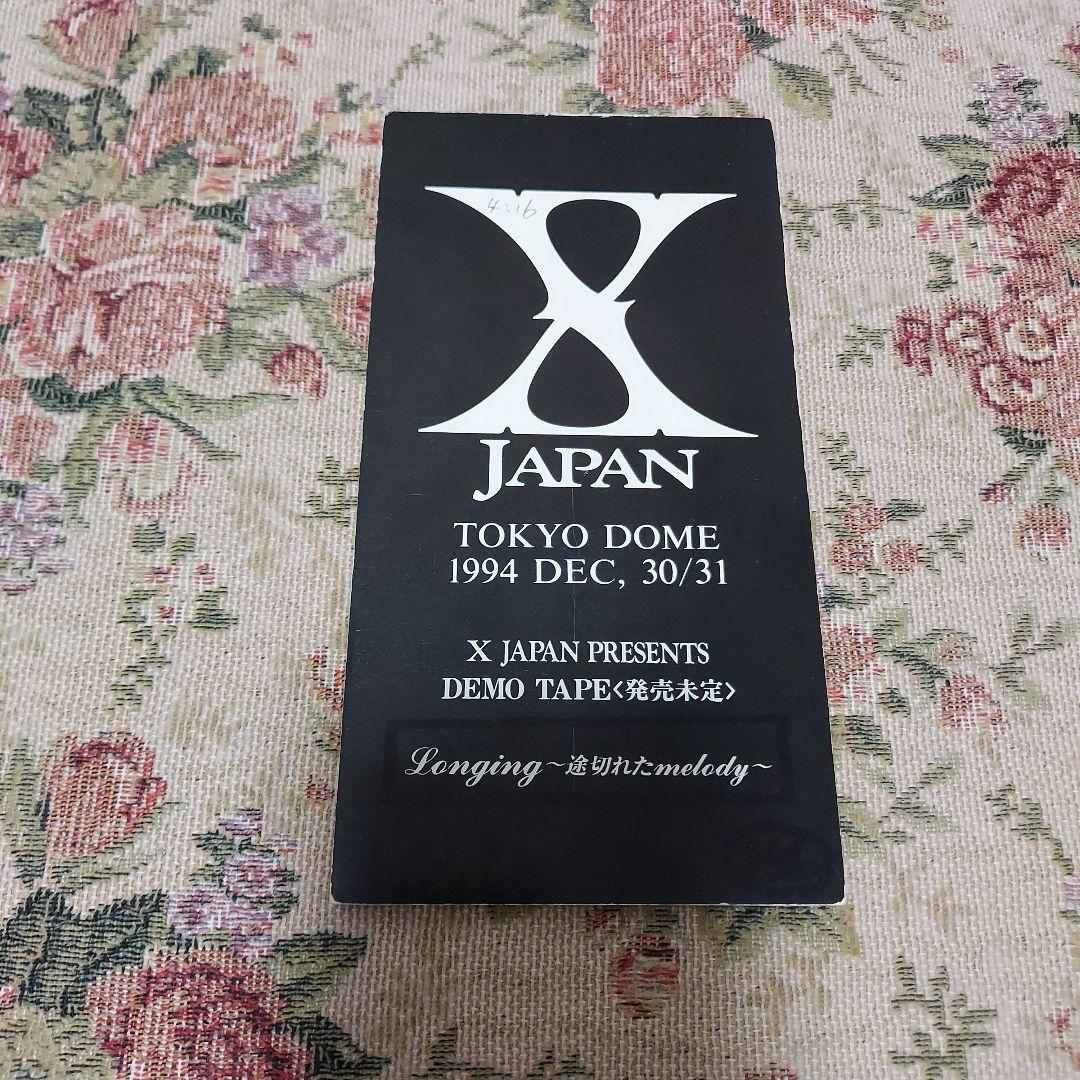 4:16
X
JAPAN
TOKYO DOME
1994 DEC, 30/31
X JAPAN PRESENTS
DEMO TAPE<発売未定>
Longing~途切れたmelody~